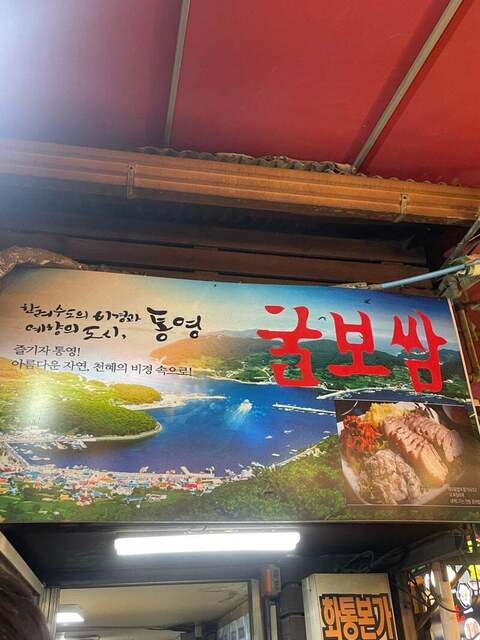 한려수도의 비경과
예향의 도시, 통영
즐기자 통영!
아름다운 자연, 천혜의 비경 속으로!
굴보쌈
화통본가